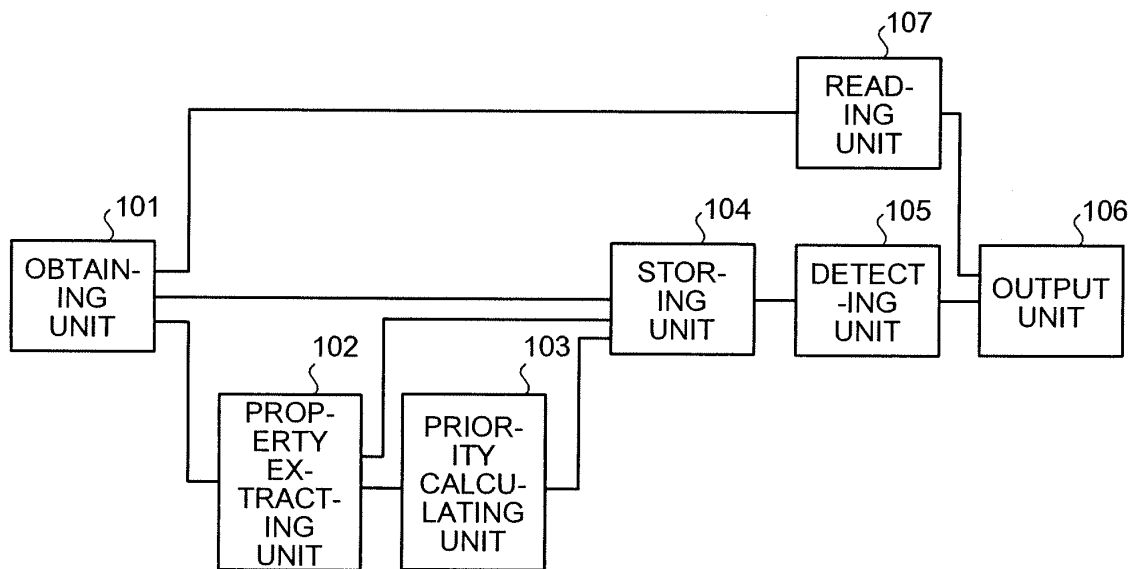 107
READ-
ING
UNIT
101
OBTAIN-
ING
UNIT
104
STOR-
ING
UNIT
105
DETECT
-ING
UNIT
106
OUTPUT
UNIT
102
PROP-
ERTY
EX-
TRACT-
ING
UNIT
103
PRIOR-
ITY
CALCU-
LATING
UNIT